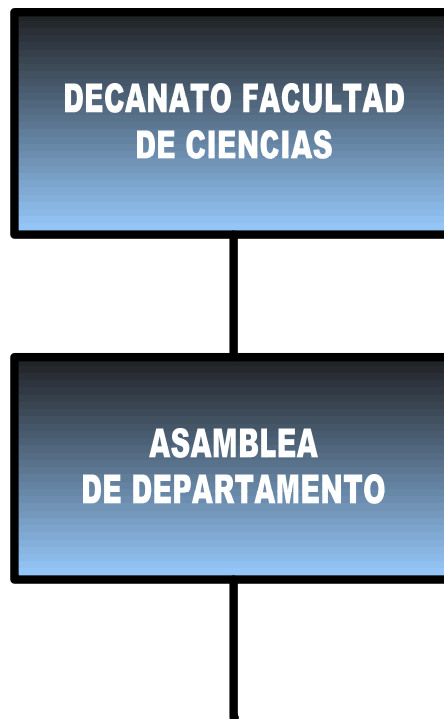 DECANATO FACULTAD
DE CIENCIAS
ASAMBLEA
DE DEPARTAMENTO